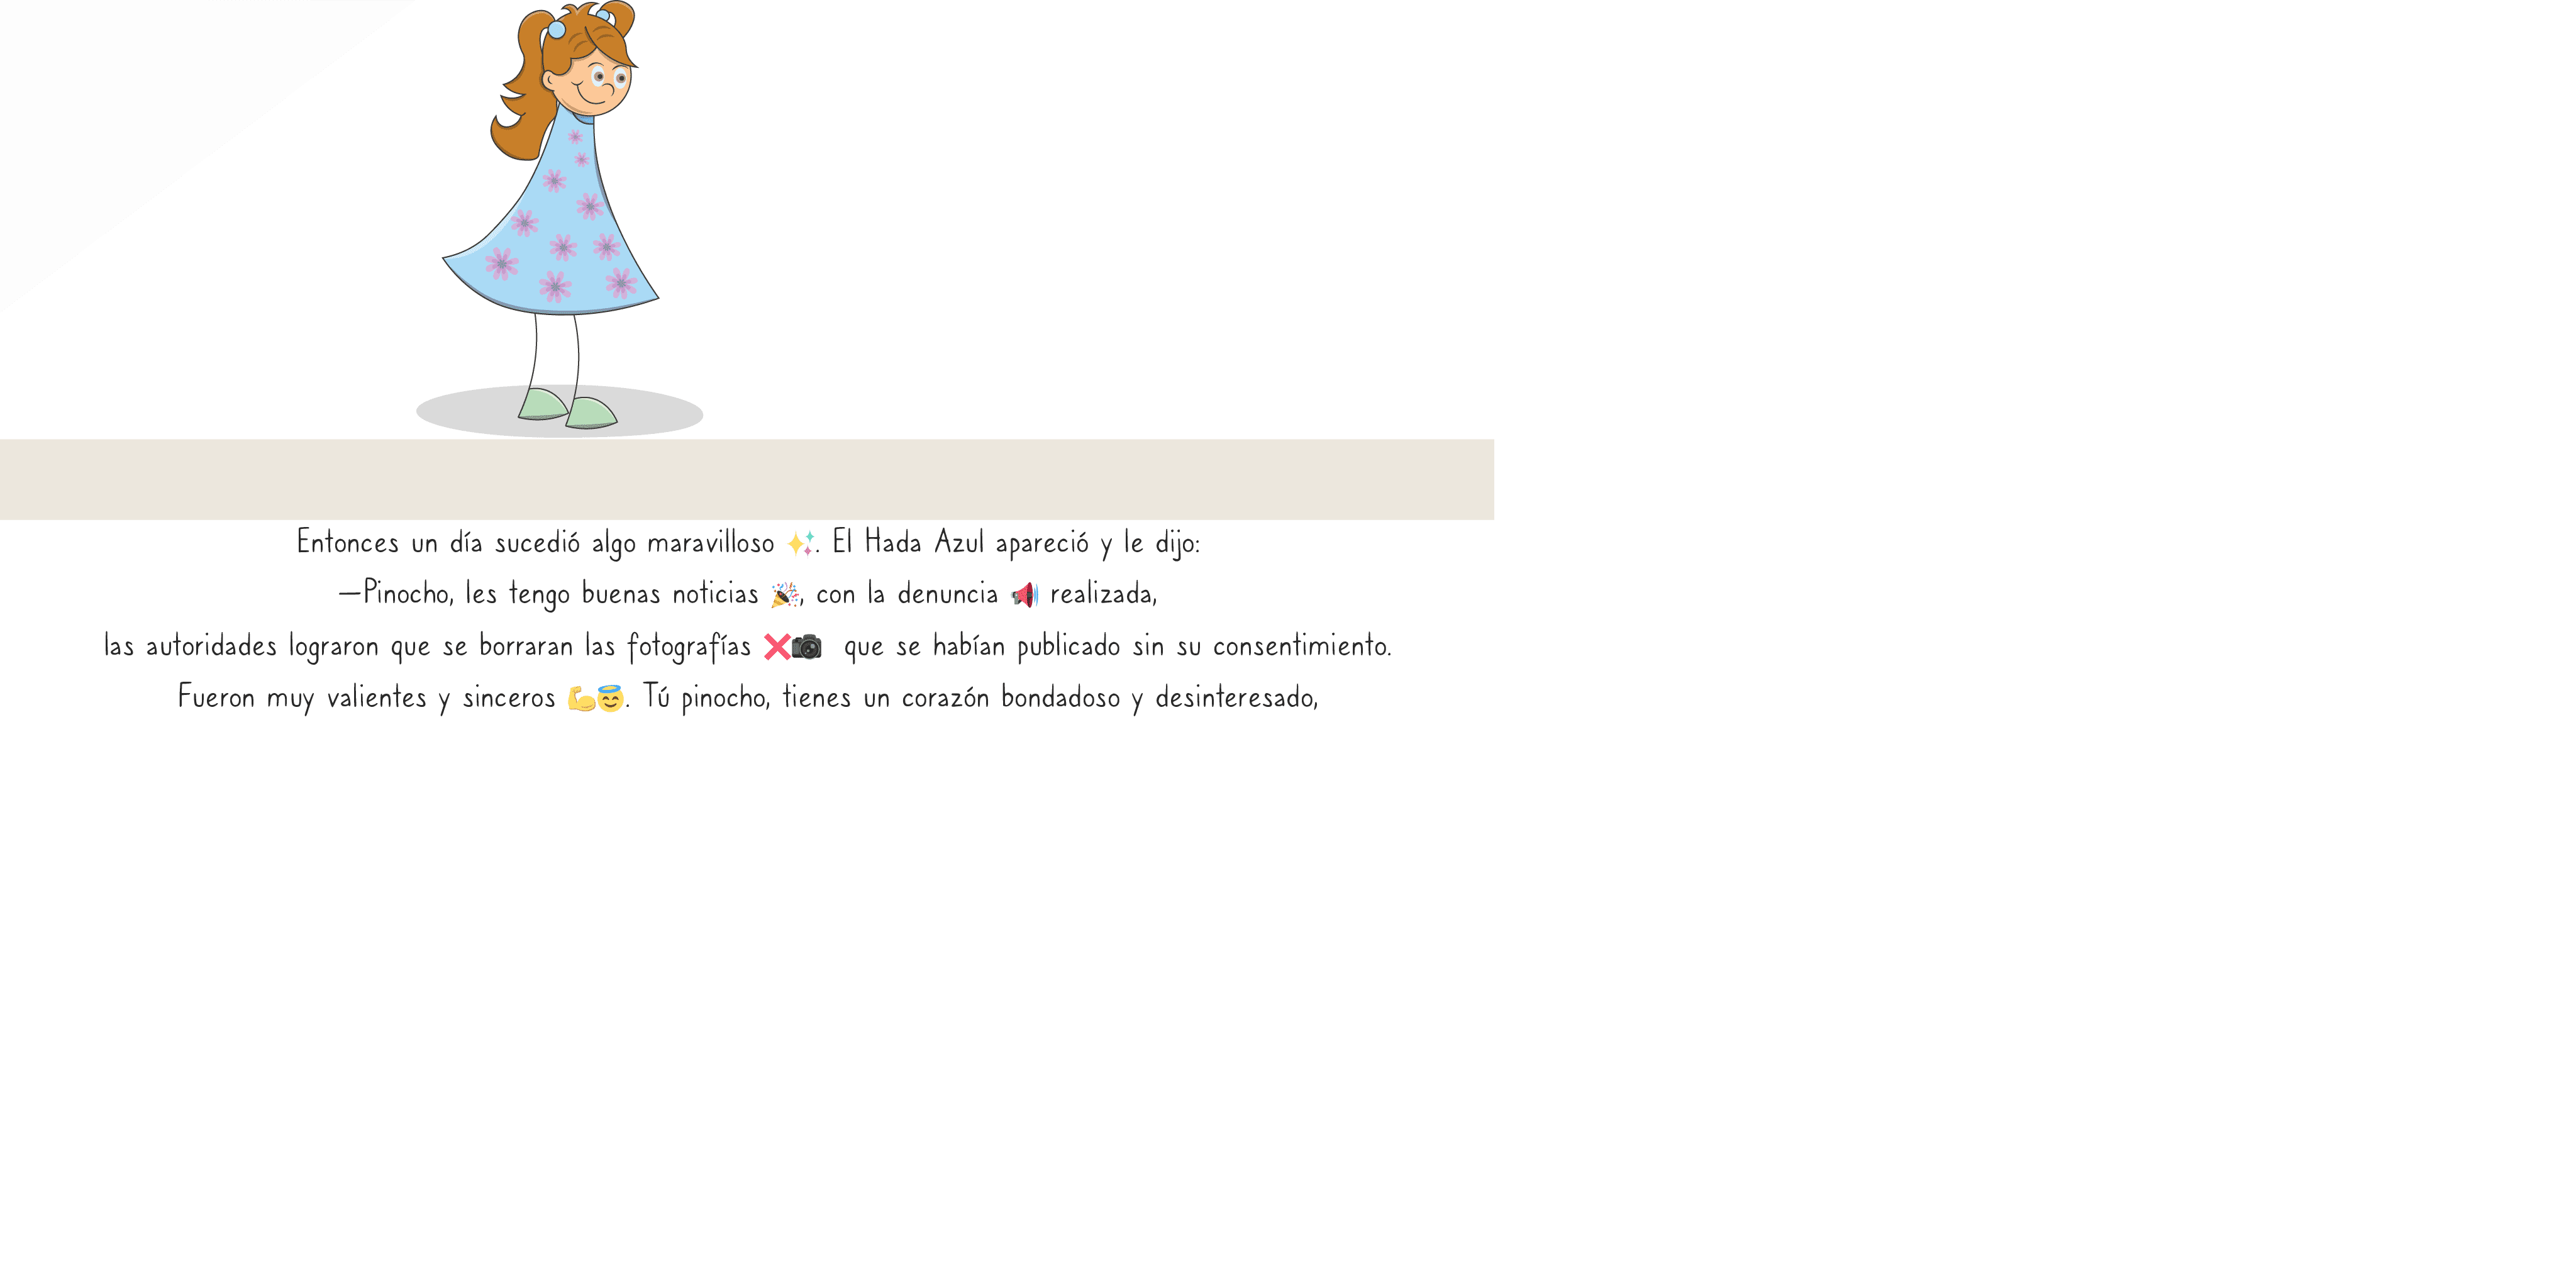 Entonces un día sucedió algo maravilloso ✨. El Hada Azul apareció y le dijo:
—Pinocho, les tengo buenas noticias 🎉, con la denuncia 📣 realizada,
las autoridades lograron que se borraran las fotografías ❌📷 que se habían publicado sin su consentimiento.
Fueron muy valientes y sinceros 💪😇. Tú pinocho, tienes un corazón bondadoso y desinteresado,